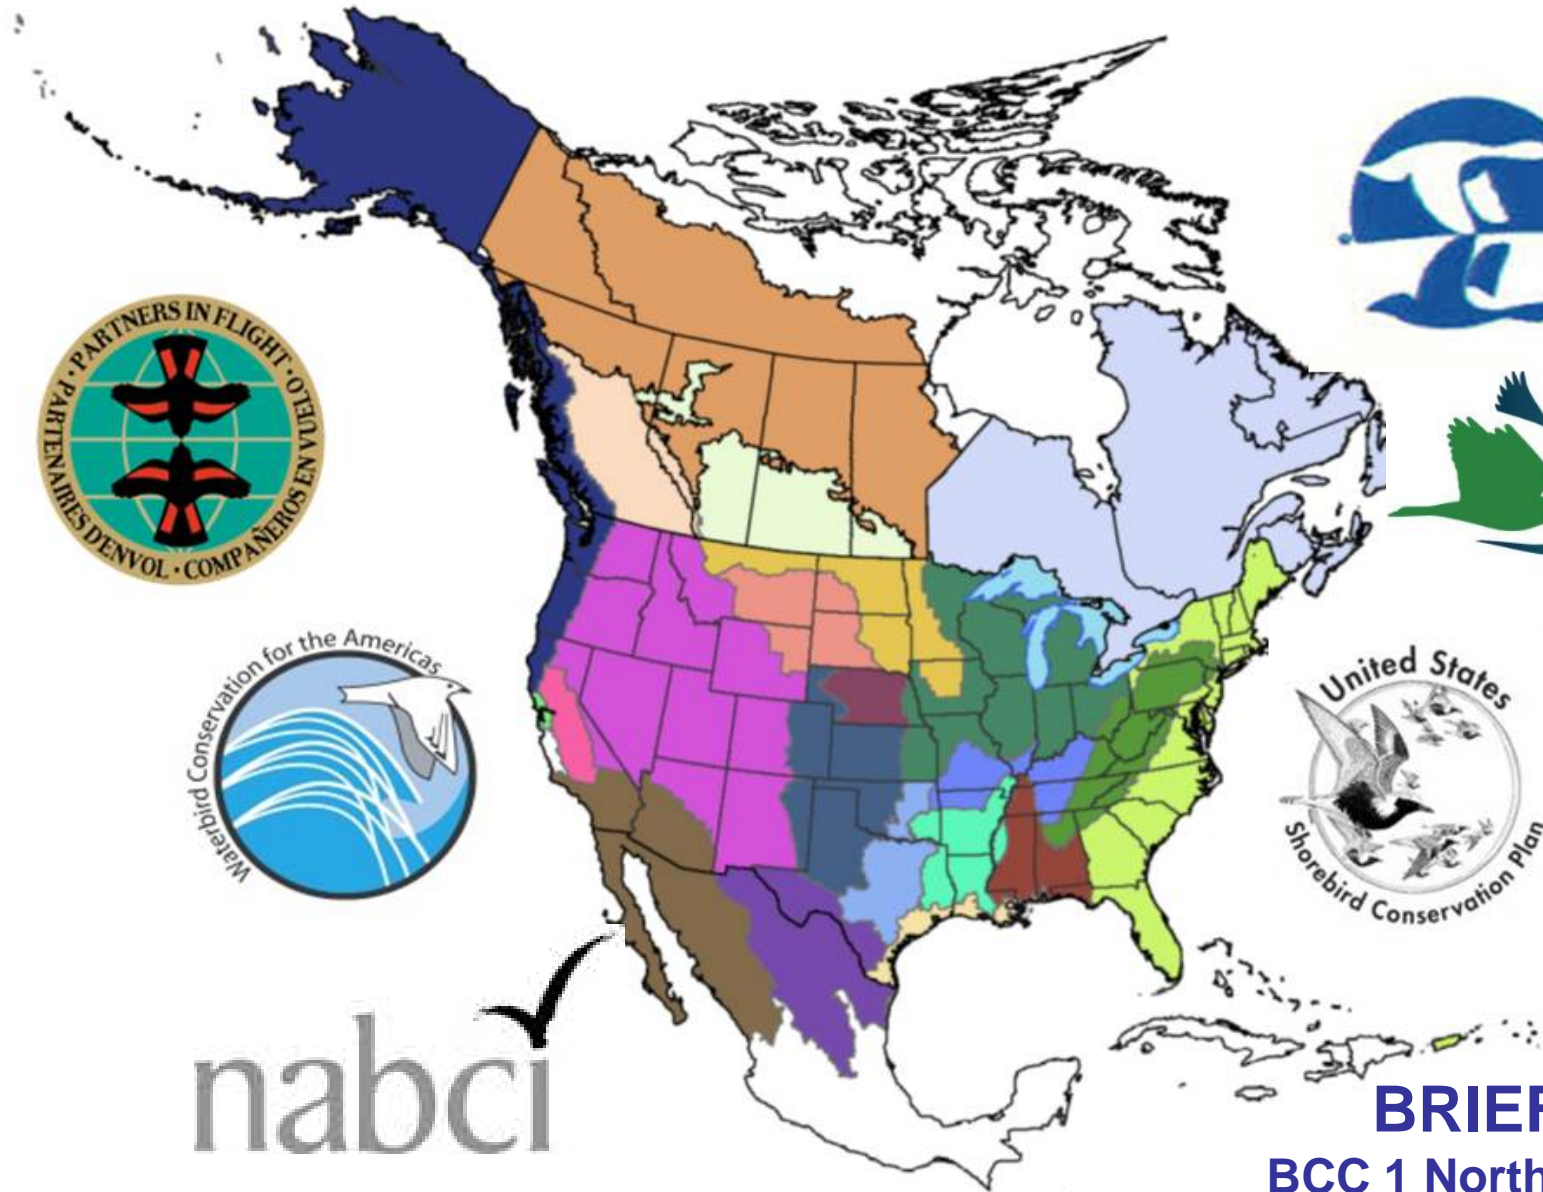 PARTNERS IN FLIGHT · PARTENAIRES D'ENVOL · COMPAÑEROS EN VUELO ·
Waterbird Conservation for the Americas
United States
Shorebird Conservation Plan
nabci
BRIEF
BCC 1 North